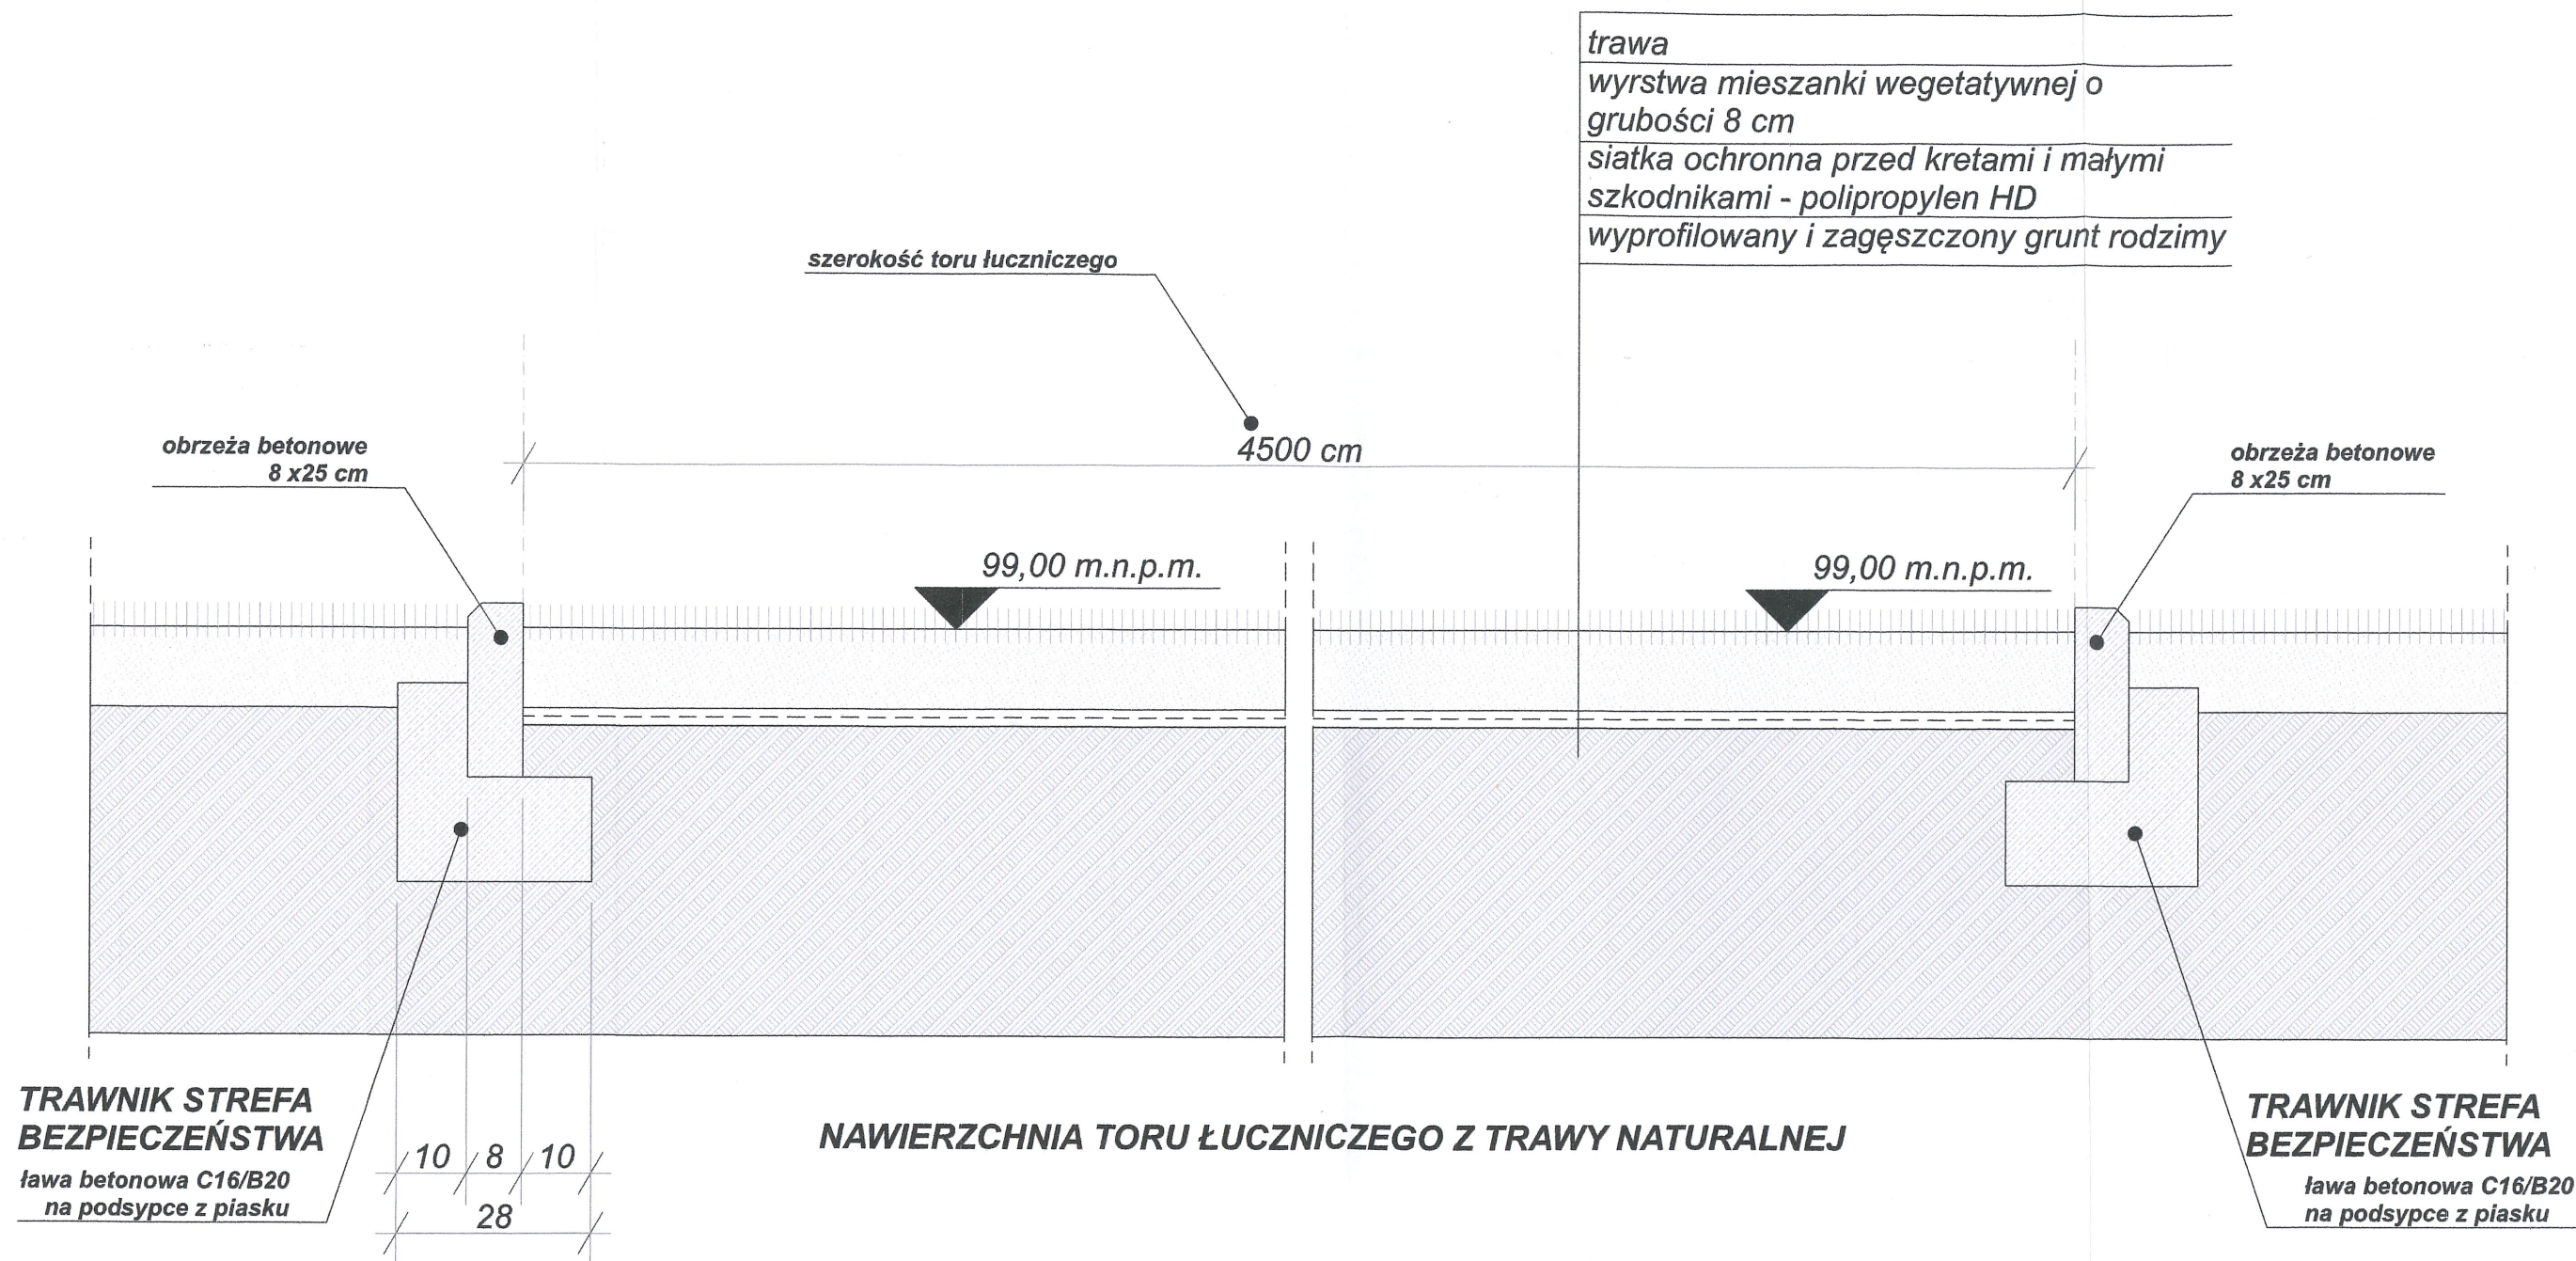 trawa
wyrstwa mieszanki wegetatywnej o
grubości 8 cm
siatka ochronna przed kretami i małymi
szkodnikami - polipropylen HD
wyprofilowany i zagęszczony grunt rodzimy
szerokość toru łuczniczego
4500 cm
obrzeża betonowe
8 x25 cm
obrzeża betonowe
8 x25 cm
99,00 m.n.p.m.
99,00 m.n.p.m.
TRAWNIK STREFA
BEZPIECZEŃSTWA
ława betonowa C16/B20
na podsypce z piasku
10 8 10
28
NAWIERZCHNIA TORU ŁUCZNICZEGO Z TRAWY NATURALNEJ
TRAWNIK STREFA
BEZPIECZEŃSTWA
ława betonowa C16/B20
na podsypce z piasku